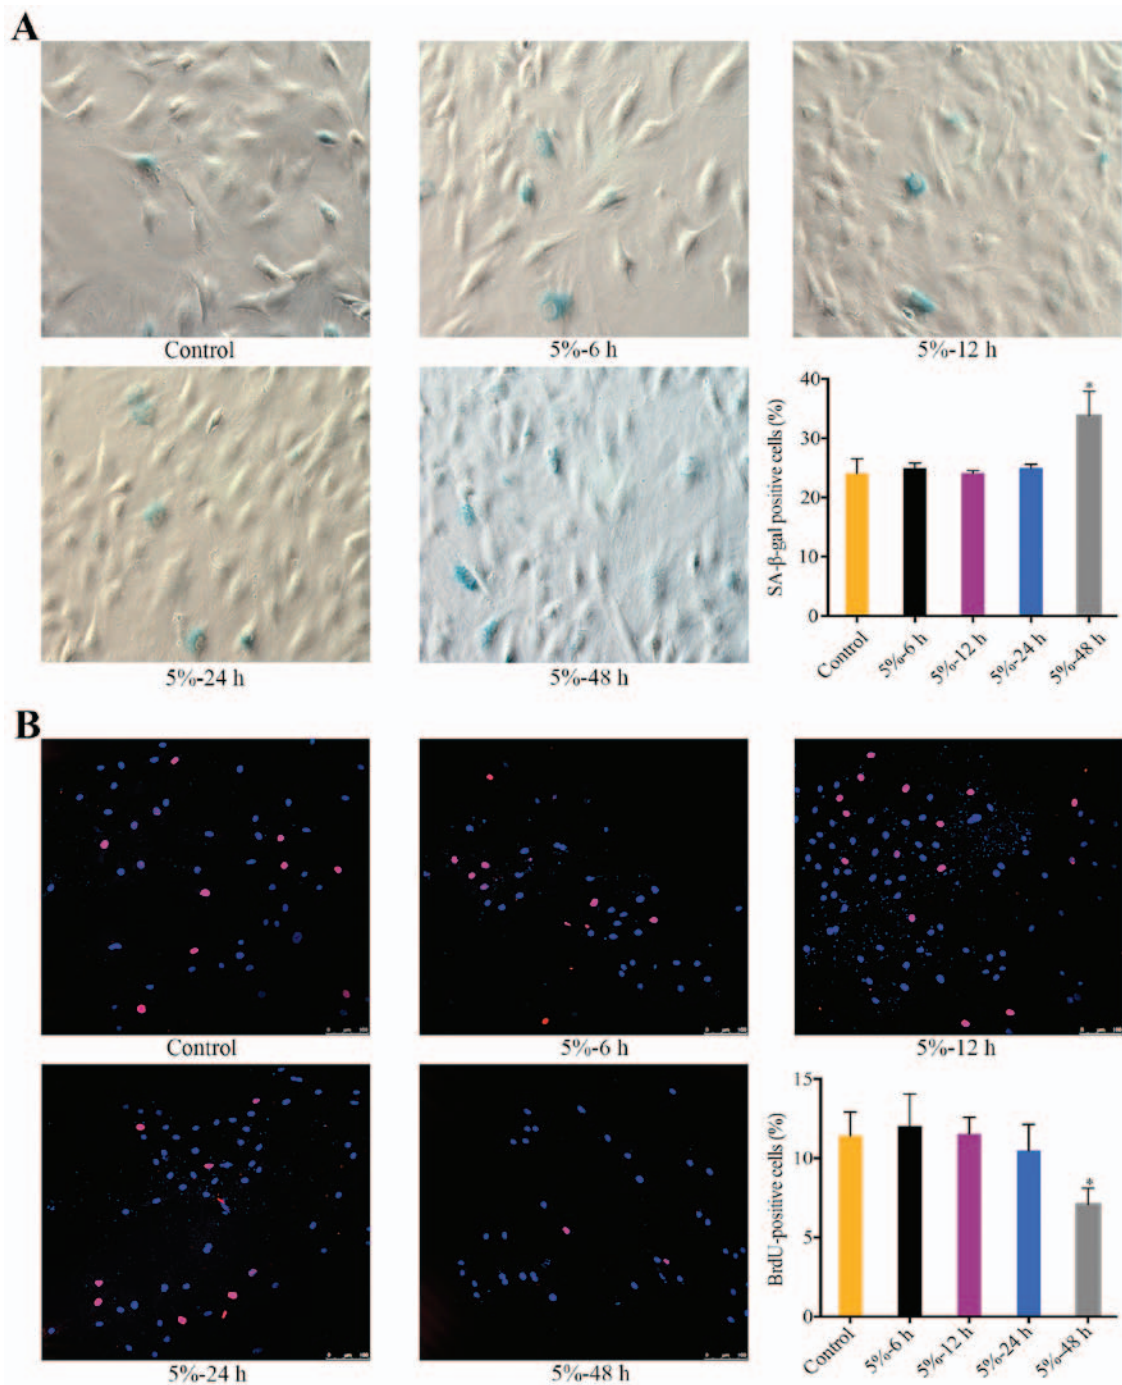 A
Control
5%-6 h
5%-12 h
5%-24 h
5%-48 h
SA-β-gal positive cells (%)
40
30
20
10
0
*
Control
5%-6 h
5%-12 h
5%-24 h
5%-48 h
B
Control
5%-6 h
5%-12 h
5%-24 h
5%-48 h
BrdU-positive cells (%)
15
10
5
0
*
Control
5%-6 h
5%-12 h
5%-24 h
5%-48 h